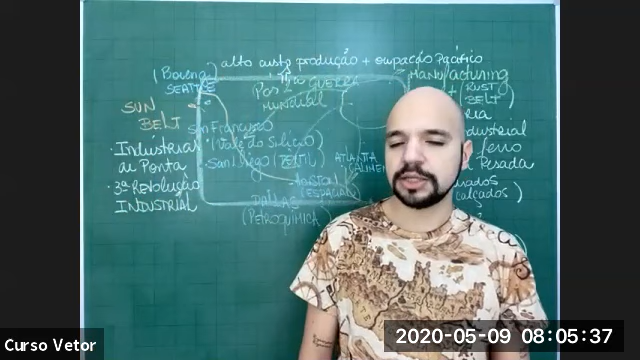 alto custo produção + ocupação Pacífico
(Boeing
SEATTLE
Pós 2ª GUERRA
MUNDIAL
MANUfacturing
(RUST
BELT)
SUN
BELT
San Francisco
(Vale do Silício)
• San Diego (TÊXTIL)
• Industrias
de Ponta
• 3ª Revolução
INDUSTRIAL
ATLANTA
industrial
ferro
Pesada
HOUSTON
(ESPACIAL
DALLAS
(PETROQUÍMICA)
calçados)
Curso Vetor
2020-05-09 08:05:37